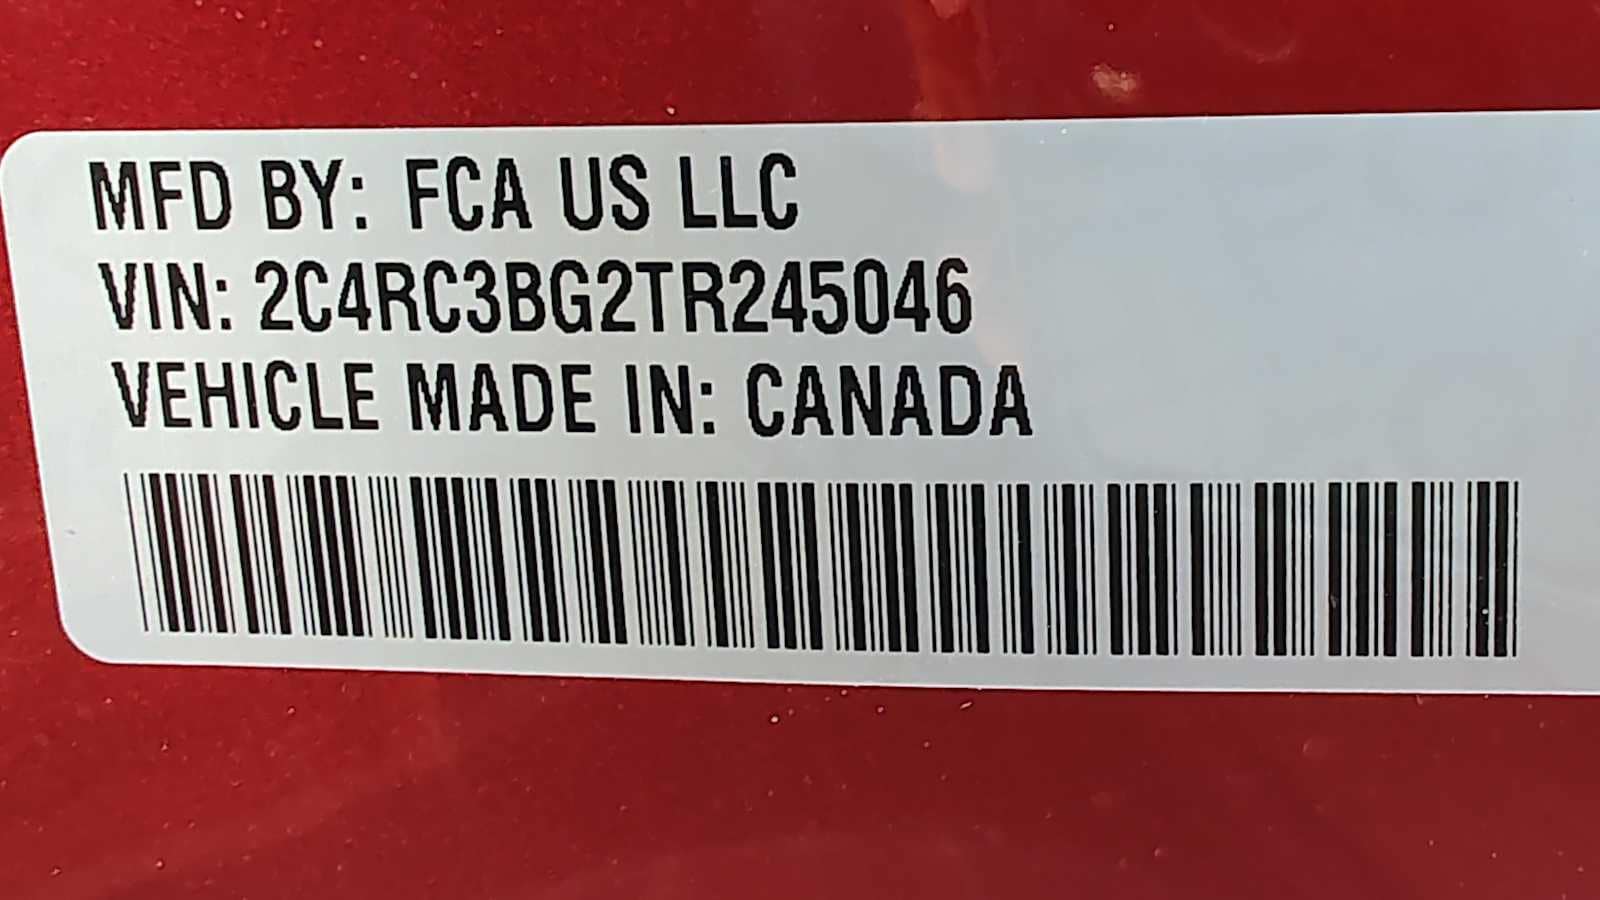 MFD BY: FCA US LLC
VIN: 2C4RC3BG2TR245046
VEHICLE MADE IN: CANADA